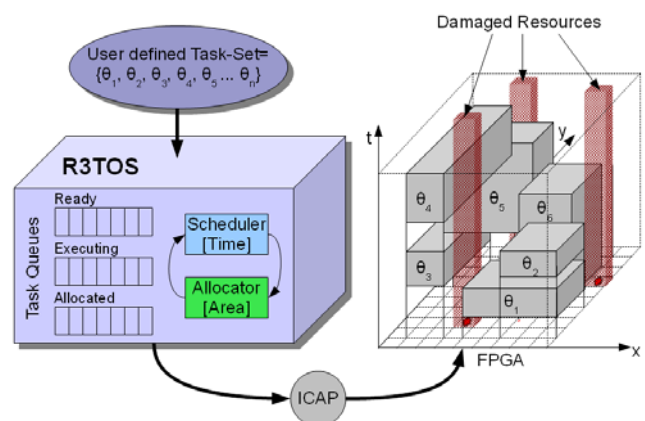 User defined Task-Set=
{θ1, θ2, θ3, θ4, θ5 ... θn}
R3TOS
Task Queues
Ready
Executing
Allocated
Scheduler
[Time]
Allocator
[Area]
ICAP
Damaged Resources
t
y
θ4
θ5
θ6
θ3
θ2
θ1
x
FPGA